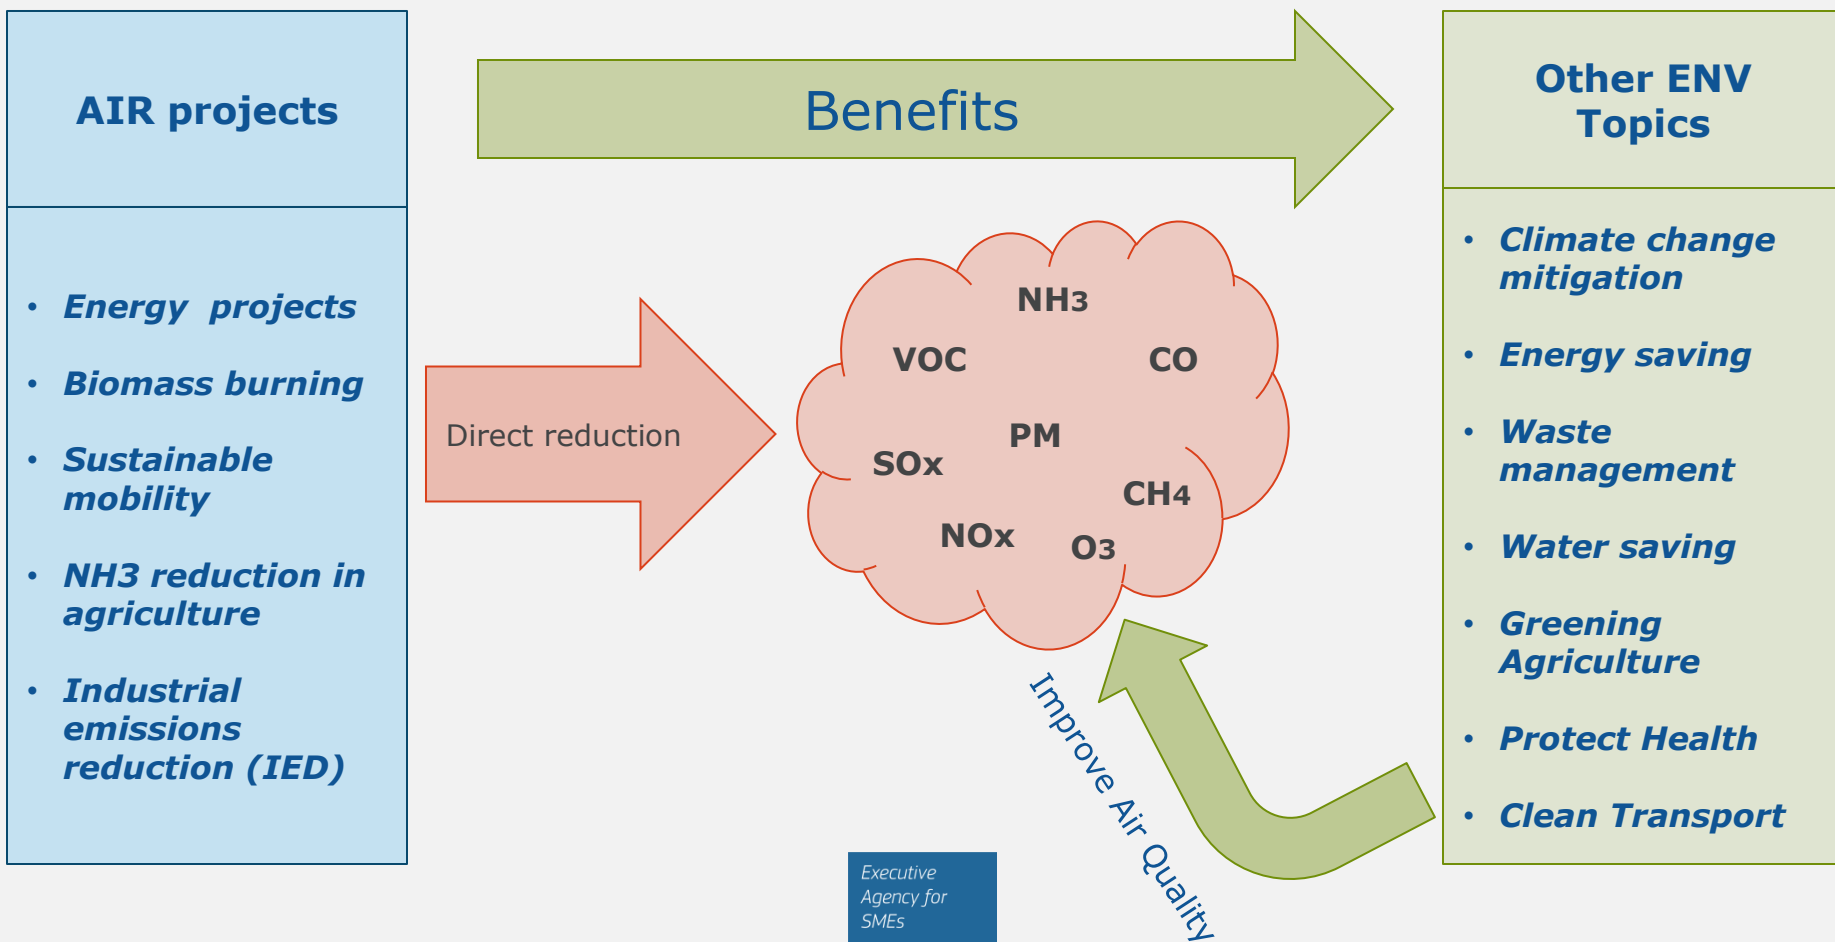 AIR projects
• Energy  projects
• Biomass burning
• Sustainable
mobility
• NH3 reduction in
agriculture
• Industrial
emissions
reduction (IED)
Benefits
Direct reduction
NH3
VOC
CO
PM
SOx
CH4
NOx
O3
Improve Air Quality
Executive
Agency for
SMEs
Other ENV
Topics
• Climate change
mitigation
• Energy saving
• Waste
management
• Water saving
• Greening
Agriculture
• Protect Health
• Clean Transport